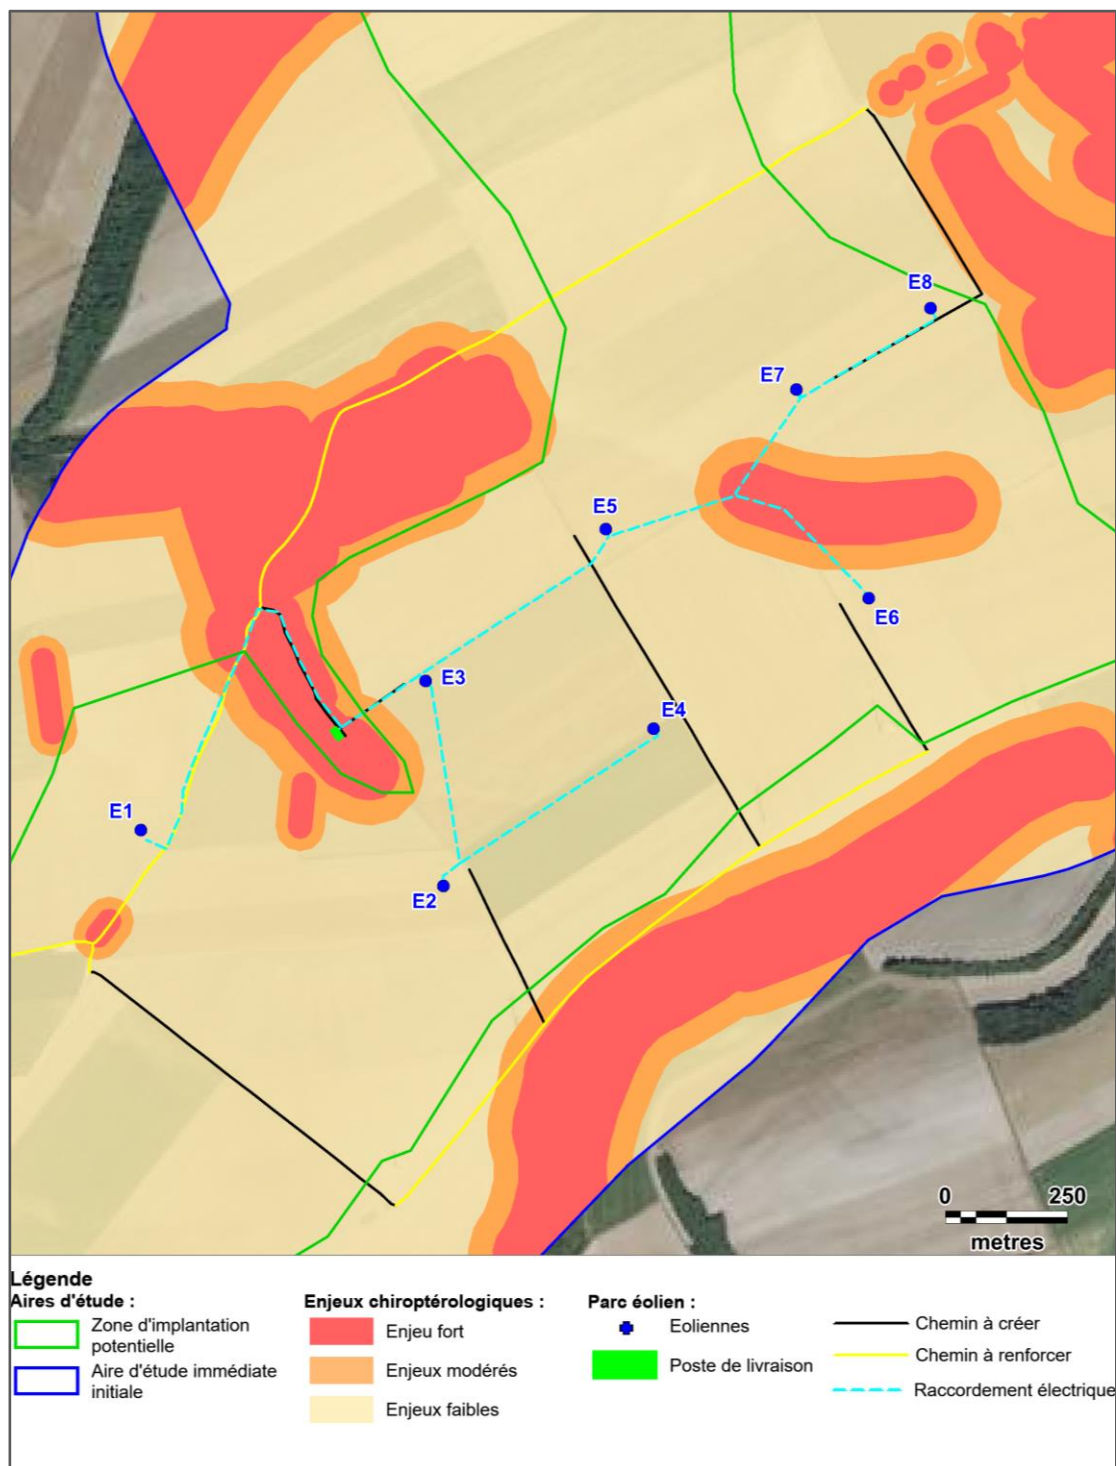 E8
E7
E5
E6
E3
E4
E1
E2
0 250
metres
Légende
Aires d'étude :
Zone d'implantation
potentielle
Aire d'étude immédiate
initiale
Enjeux chiroptérologiques :
Enjeu fort
Enjeux modérés
Enjeux faibles
Parc éolien :
Eoliennes
Poste de livraison
Chemin à créer
Chemin à renforcer
Raccordement électrique